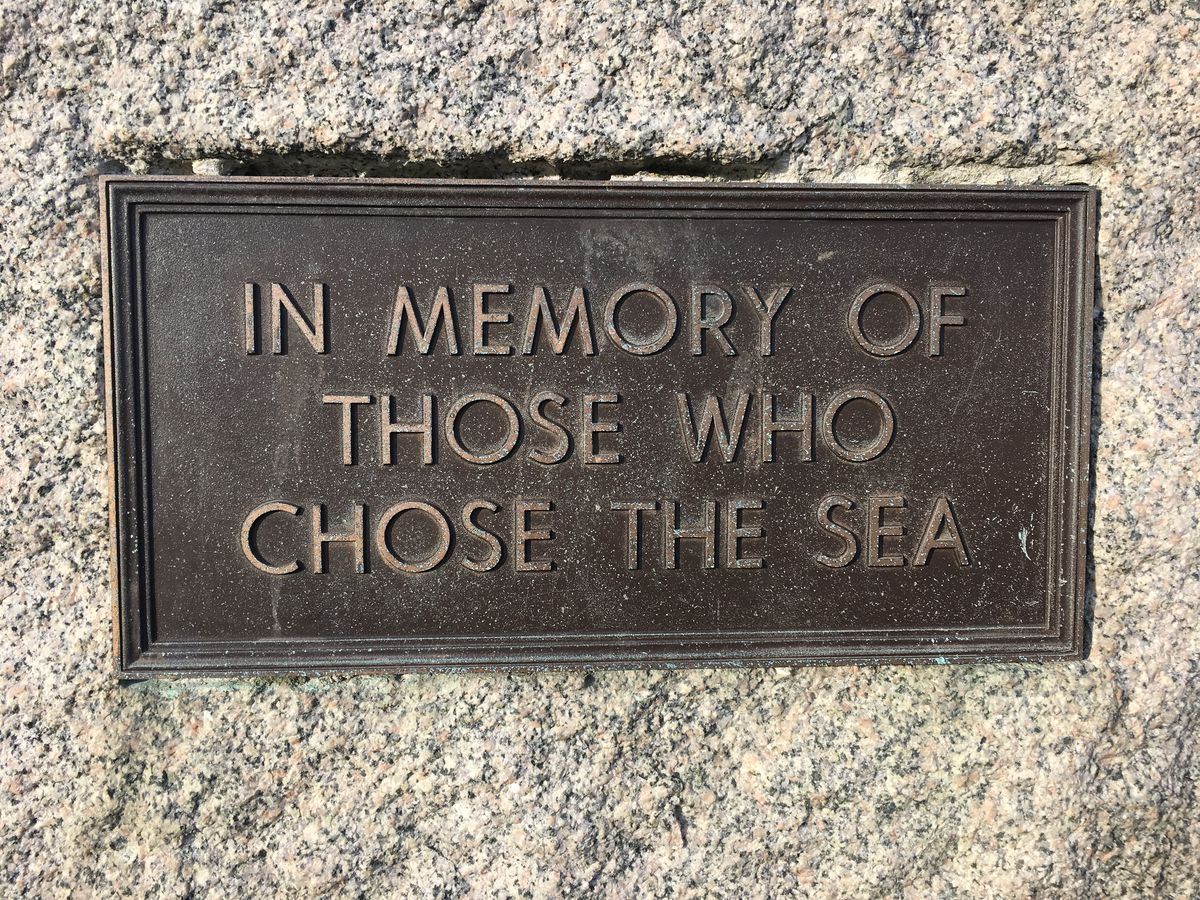 IN MEMORY OF
THOSE WHO
CHOSE THE SEA